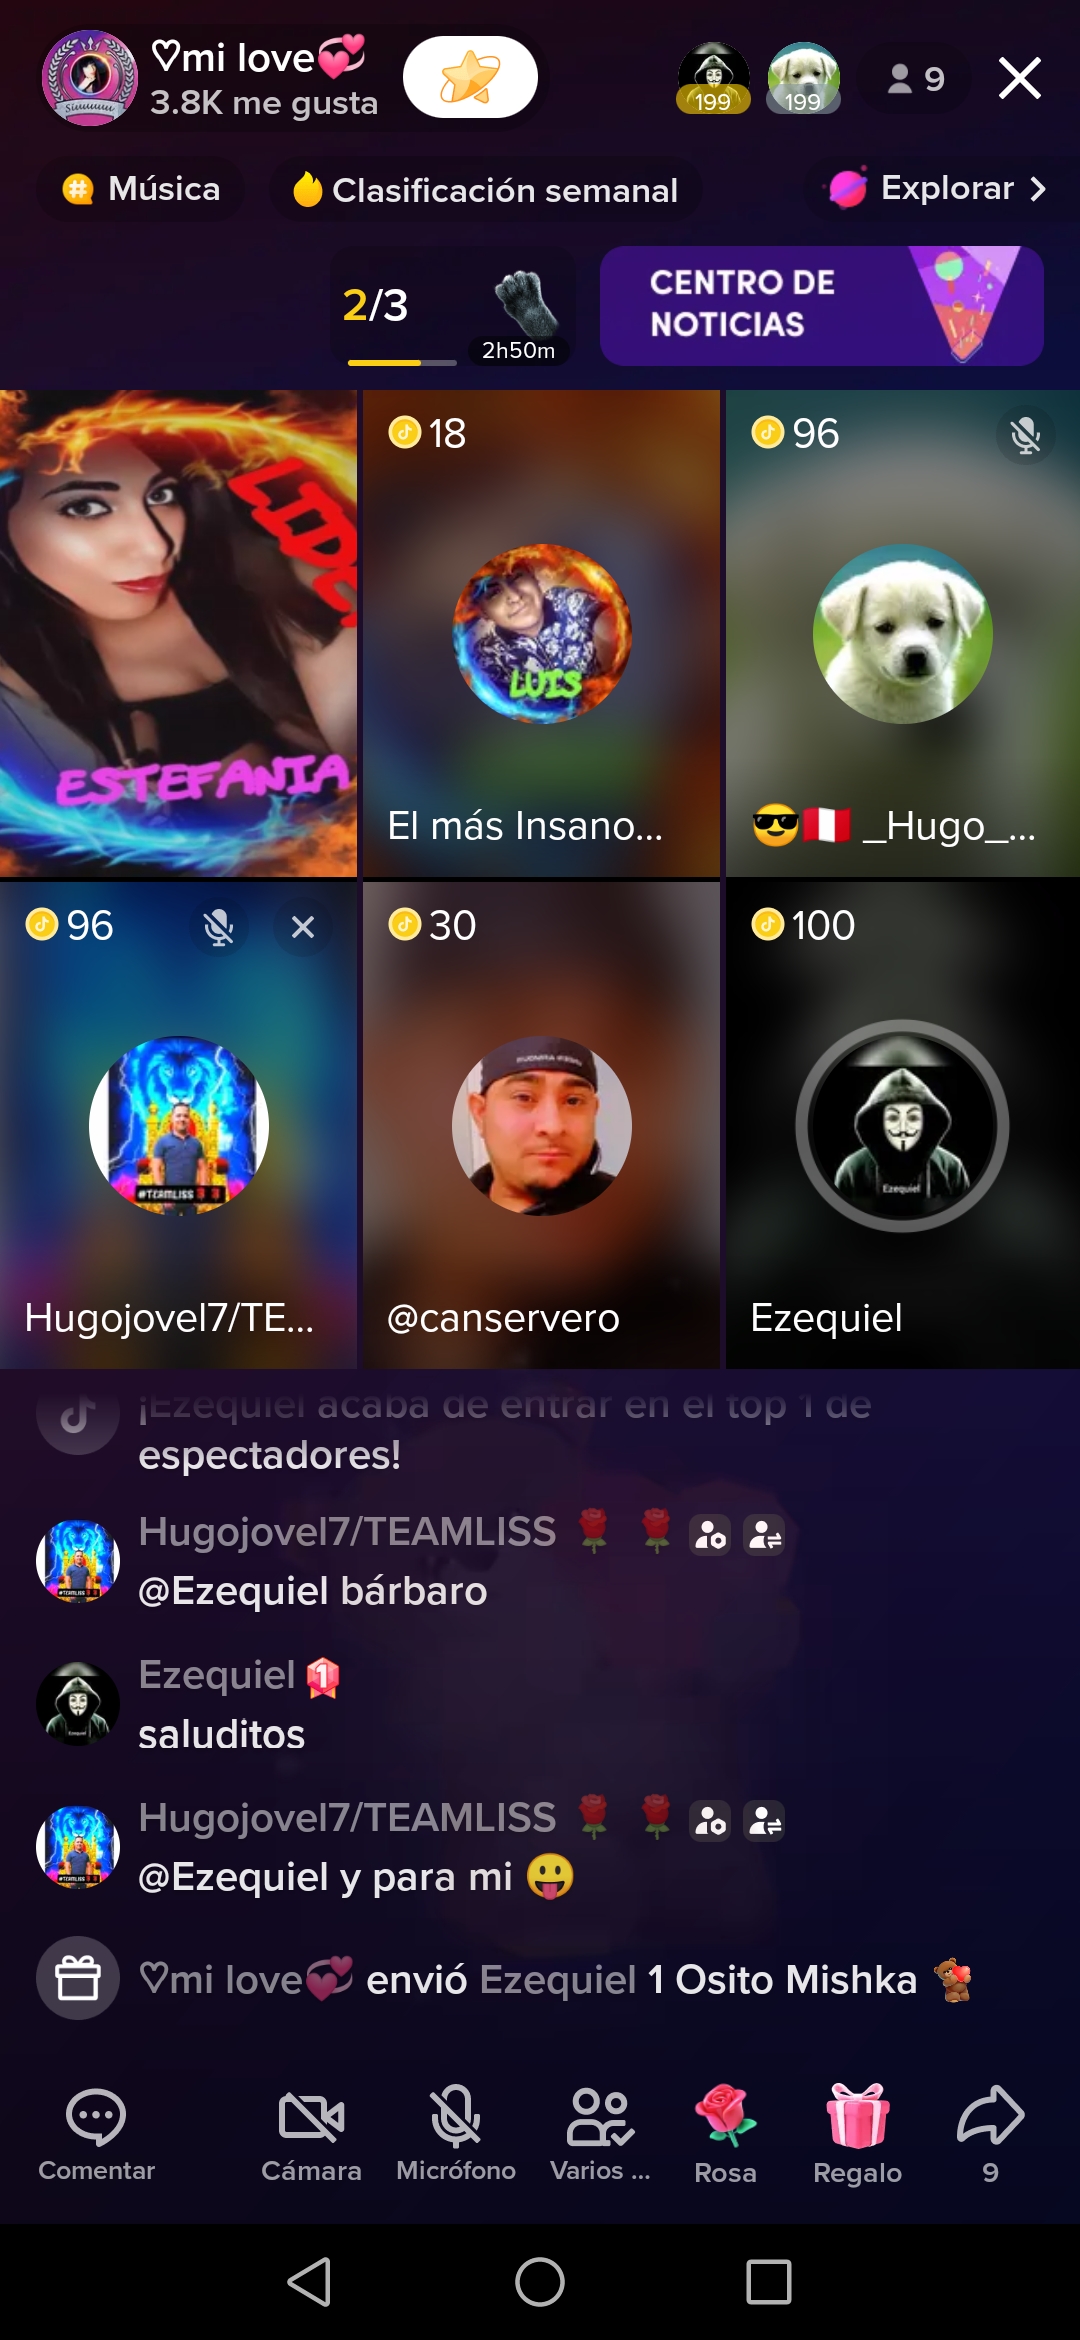 ♡mi love💞
3.8K me gusta
199
199
9
Música
Clasificación semanal
Explorar
2/3
2h50m
CENTRO DE
NOTICIAS
ESTEFANIA
18
LUIS
El más Insano...
96
😎🇵🇪 _Hugo_...
96
#TEAMLISS
Hugojovel7/TE...
30
@canservero
100
Ezequiel
Ezequiel
¡Ezequiel acaba de entrar en el top 1 de
espectadores!
Hugojovel7/TEAMLISS 🌹 🌹
@Ezequiel bárbaro
Ezequiel 1
saluditos
Hugojovel7/TEAMLISS 🌹 🌹
@Ezequiel y para mi 😛
♡mi love💞 envió Ezequiel 1 Osito Mishka
Comentar
Cámara
Micrófono
Varios ...
Rosa
Regalo
9